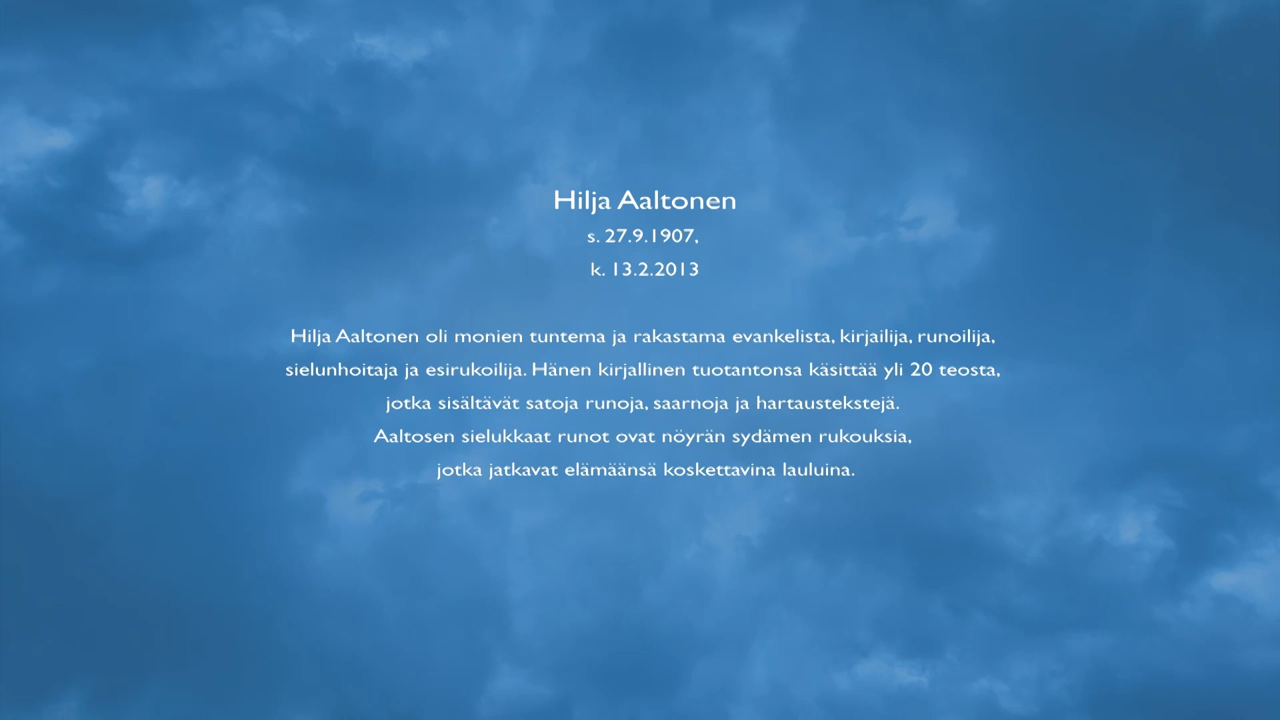 Hilja Aaltonen
s. 27.9.1907,
k. 13.2.2013
Hilja Aaltonen oli monien tuntema ja rakastama evankelista, kirjailija, runoilija,
sielunhoitaja ja esirukoilija. Hänen kirjallinen tuotantonsa käsittää yli 20 teosta,
jotka sisältävät satoja runoja, saarnoja ja hartaustekstejä.
Aaltosen sielukkaat runot ovat nöyrän sydämen rukouksia,
jotka jatkavat elämäänsä koskettavina lauluina.